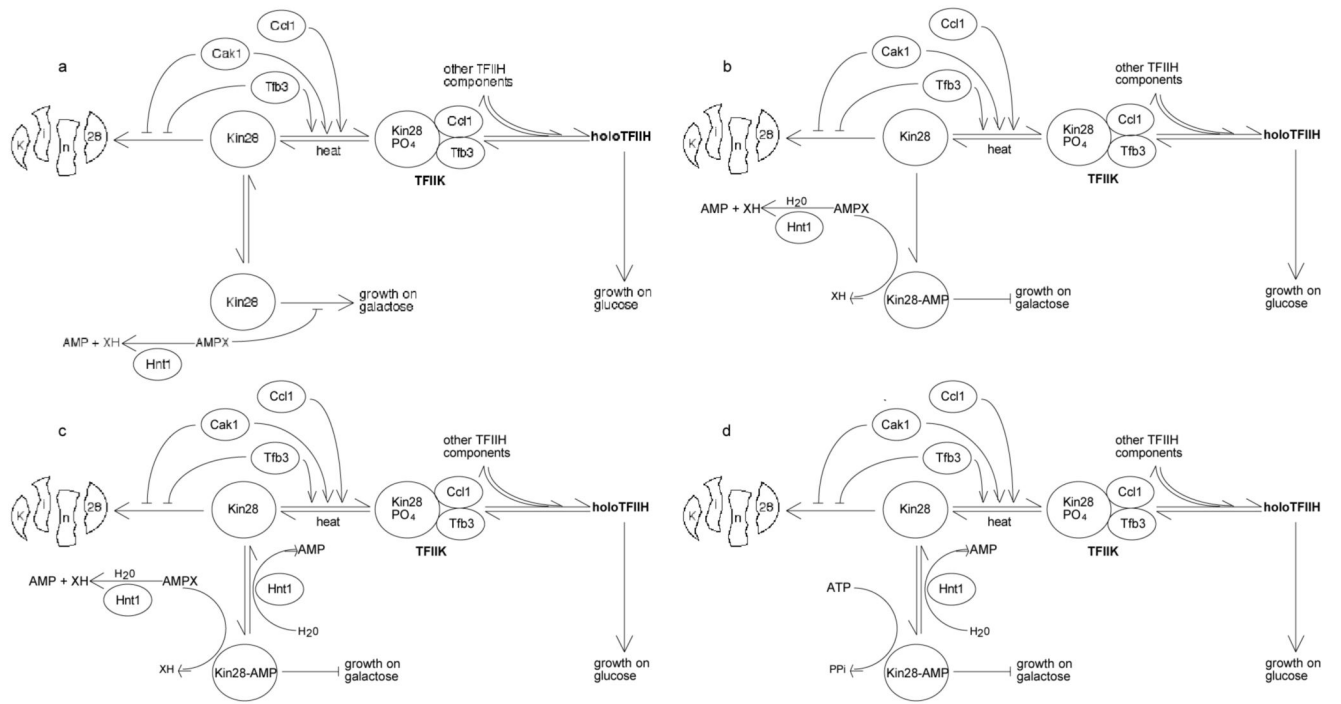 a
Ccl1
Cak1
Tfb3
K
i
n
28
Kin28
heat
Kin28
PO4
Ccl1
Tfb3
TFIIK
other TFIIH
components
holoTFIIH
Kin28
growth on
galactose
growth on
glucose
AMP + XH
AMPX
Hnt1
b
Ccl1
Cak1
Tfb3
K
i
n
28
Kin28
heat
Kin28
PO4
Ccl1
Tfb3
TFIIK
other TFIIH
components
holoTFIIH
AMP + XH
H20
AMPX
Hnt1
XH
Kin28-AMP
growth on
galactose
growth on
glucose
c
Ccl1
Cak1
Tfb3
K
i
n
28
Kin28
heat
Kin28
PO4
Ccl1
Tfb3
TFIIK
other TFIIH
components
holoTFIIH
AMP
AMP + XH
H20
AMPX
Hnt1
Hnt1
H20
XH
Kin28-AMP
growth on
galactose
growth on
glucose
d
Ccl1
Cak1
Tfb3
K
i
n
28
Kin28
heat
Kin28
PO4
Ccl1
Tfb3
TFIIK
other TFIIH
components
holoTFIIH
AMP
ATP
Hnt1
H20
PPi
Kin28-AMP
growth on
galactose
growth on
glucose